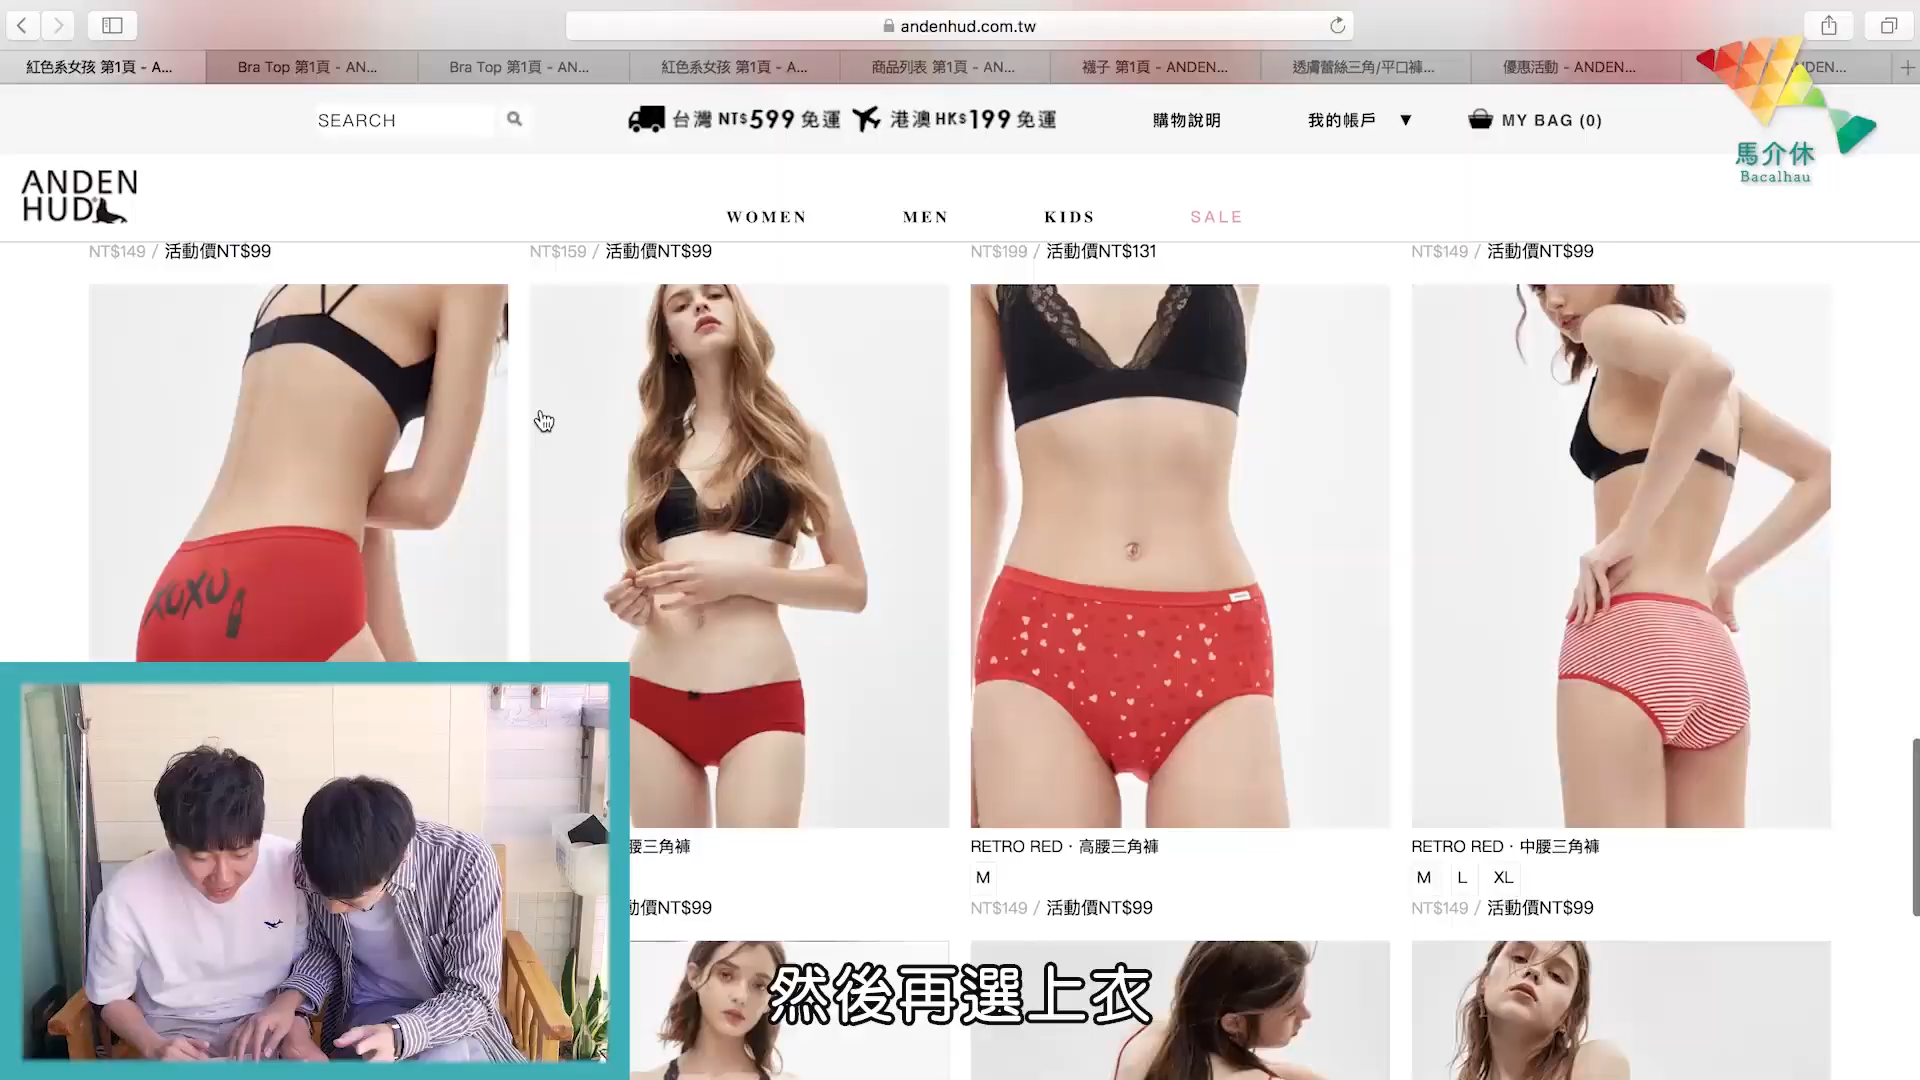 andenhud.com.tw
紅色系女孩 第1頁 - A...
Bra Top 第1頁 - AN...
Bra Top 第1頁 - AN...
紅色系女孩 第1頁 - A...
商品列表 第1頁 - AN...
襪子 第1頁 - ANDEN...
透膚蕾絲三角/平口褲...
優惠活動 - ANDEN...
DEN...
SEARCH
台灣 NT$599 免運
港澳 HK$199 免運
購物說明
我的帳戶 ▼
MY BAG (0)
馬介休
Bacalhau
ANDEN
HUD
WOMEN
MEN
KIDS
SALE
NT$149 / 活動價NT$99
NT$159 / 活動價NT$99
NT$199 / 活動價NT$131
NT$149 / 活動價NT$99
XOXO
腰三角褲
RETRO RED · 高腰三角褲
RETRO RED · 中腰三角褲
M
M L XL
動價NT$99
NT$149 / 活動價NT$99
NT$149 / 活動價NT$99
然後再選上衣